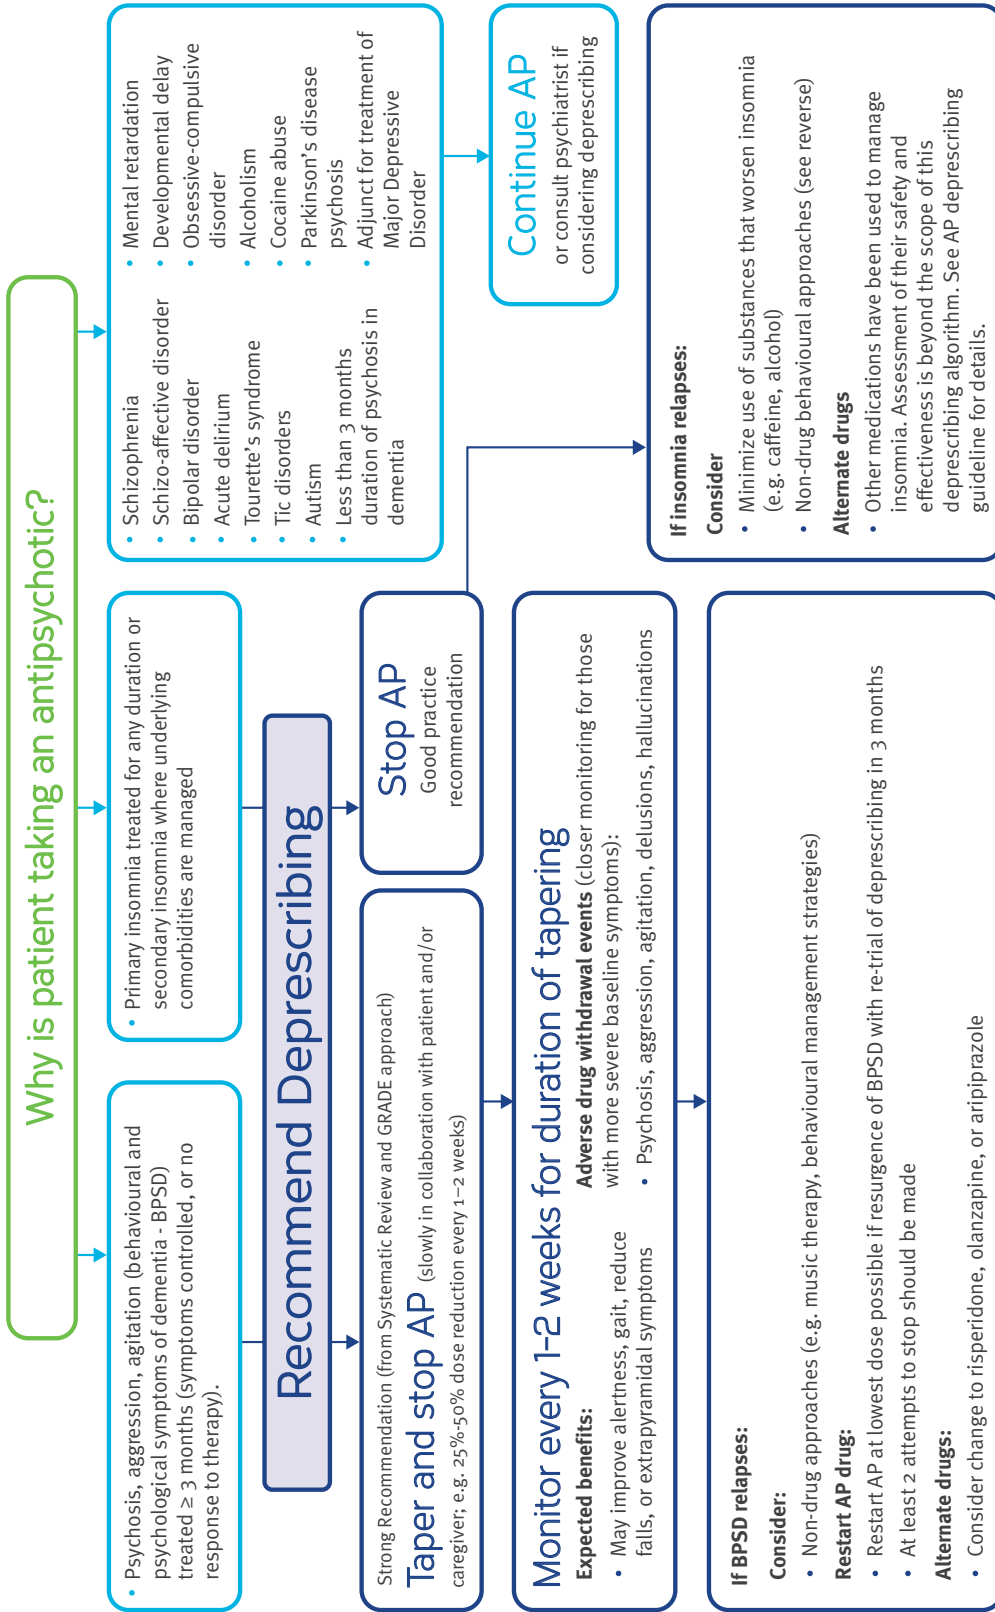 Why is patient taking an antipsychotic?
• Psychosis, aggression, agitation (behavioural and
psychological symptoms of dementia - BPSD)
treated ≥ 3 months (symptoms controlled, or no
response to therapy).
• Primary insomnia treated for any duration or
secondary insomnia where underlying
comorbidities are managed
• Schizophrenia
• Schizo-affective disorder
• Bipolar disorder
• Acute delirium
• Tourette's syndrome
• Tic disorders
• Autism
• Less than 3 months
duration of psychosis in
dementia
• Mental retardation
• Developmental delay
• Obsessive-compulsive
disorder
• Alcoholism
• Cocaine abuse
• Parkinson's disease
psychosis
• Adjunct for treatment of
Major Depressive
Disorder
Recommend Deprescribing
Strong Recommendation (from Systematic Review and GRADE approach)
Taper and stop AP (slowly in collaboration with patient and/or
caregiver; e.g. 25%-50% dose reduction every 1–2 weeks)
Stop AP
Good practice
recommendation
Continue AP
or consult psychiatrist if
considering deprescribing
Monitor every 1–2 weeks for duration of tapering
Expected benefits:
• May improve alertness, gait, reduce
falls, or extrapyramidal symptoms
Adverse drug withdrawal events (closer monitoring for those
with more severe baseline symptoms):
• Psychosis, aggression, agitation, delusions, hallucinations
If BPSD relapses:
Consider:
• Non-drug approaches (e.g. music therapy, behavioural management strategies)
Restart AP drug:
• Restart AP at lowest dose possible if resurgence of BPSD with re-trial of deprescribing in 3 months
• At least 2 attempts to stop should be made
Alternate drugs:
• Consider change to risperidone, olanzapine, or aripiprazole
If insomnia relapses:
Consider
• Minimize use of substances that worsen insomnia
(e.g. caffeine, alcohol)
• Non-drug behavioural approaches (see reverse)
Alternate drugs
• Other medications have been used to manage
insomnia. Assessment of their safety and
effectiveness is beyond the scope of this
deprescribing algorithm. See AP deprescribing
guideline for details.